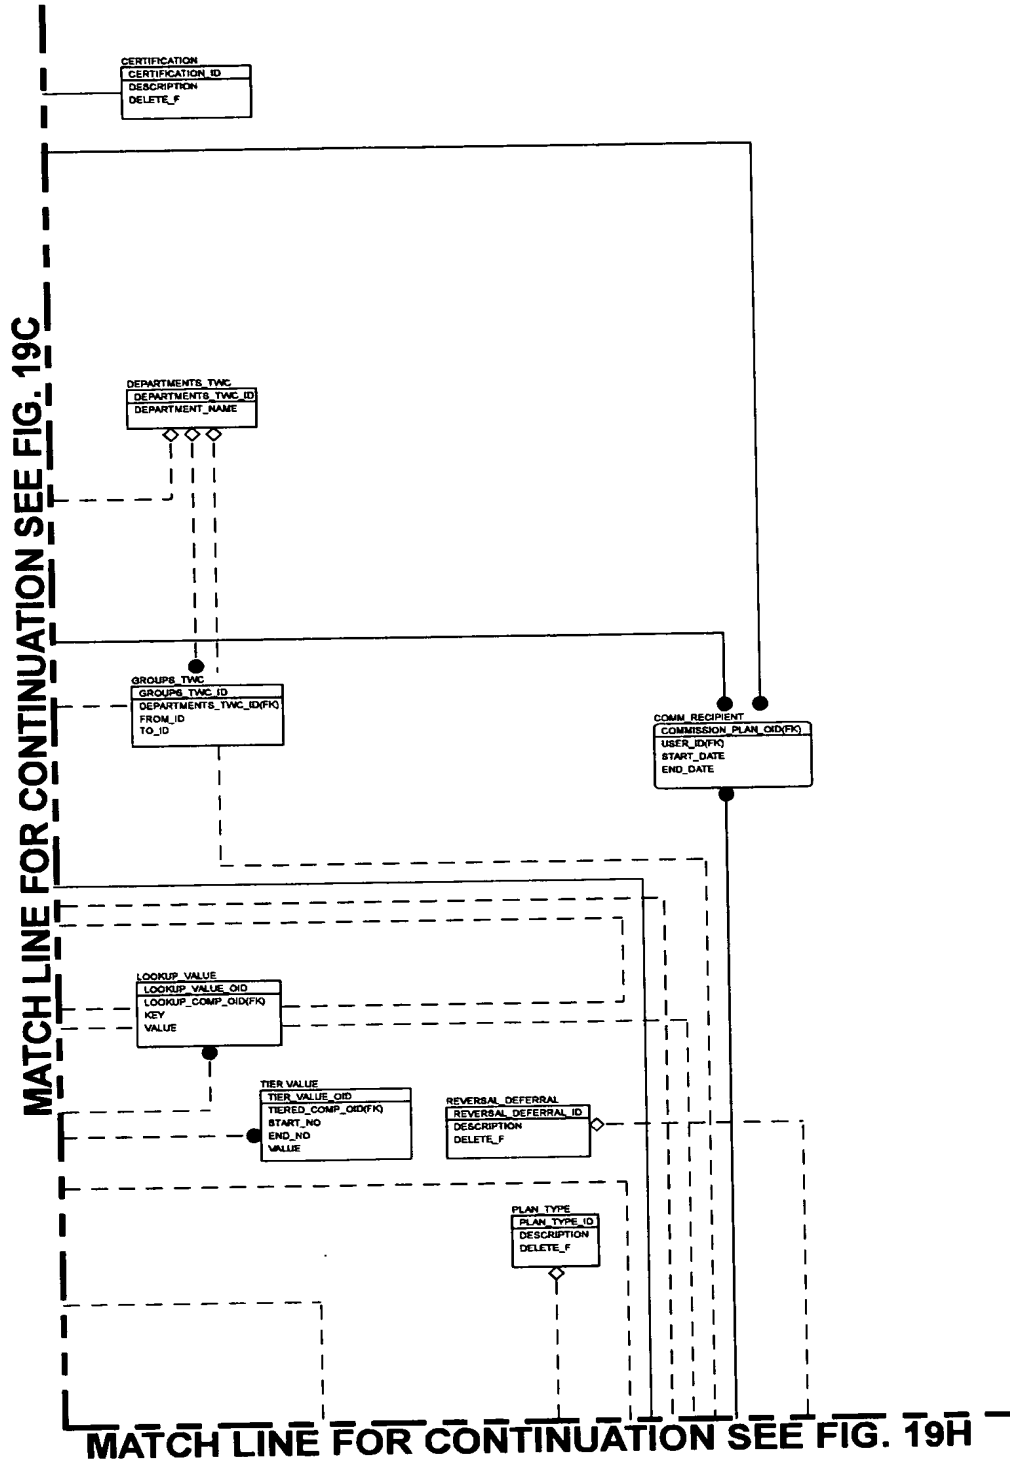 CERTIFICATION
CERTIFICATION_ID
DESCRIPTION
DELETE_F
MATCH LINE FOR CONTINUATION SEE FIG. 19C
DEPARTMENTS_TWC
DEPARTMENTS_TWC_ID
DEPARTMENT_NAME
GROUPS_TWC
GROUPS_TWC_ID
DEPARTMENTS_TWC_ID(FK)
FROM_ID
TO_ID
COMM_RECIPIENT
COMMISSION_PLAN_OID(FK)
USER_ID(FK)
START_DATE
END_DATE
LOOKUP_VALUE
LOOKUP_VALUE_OID
LOOKUP_COMP_OID(FK)
KEY
VALUE
TIER VALUE
TIER_VALUE_OID
TIERED_COMP_OID(FK)
START_NO
END_NO
VALUE
REVERSAL_DEFERRAL
REVERSAL_DEFERRAL_ID
DESCRIPTION
DELETE_F
PLAN_TYPE
PLAN_TYPE_ID
DESCRIPTION
DELETE_F
MATCH LINE FOR CONTINUATION SEE FIG. 19H